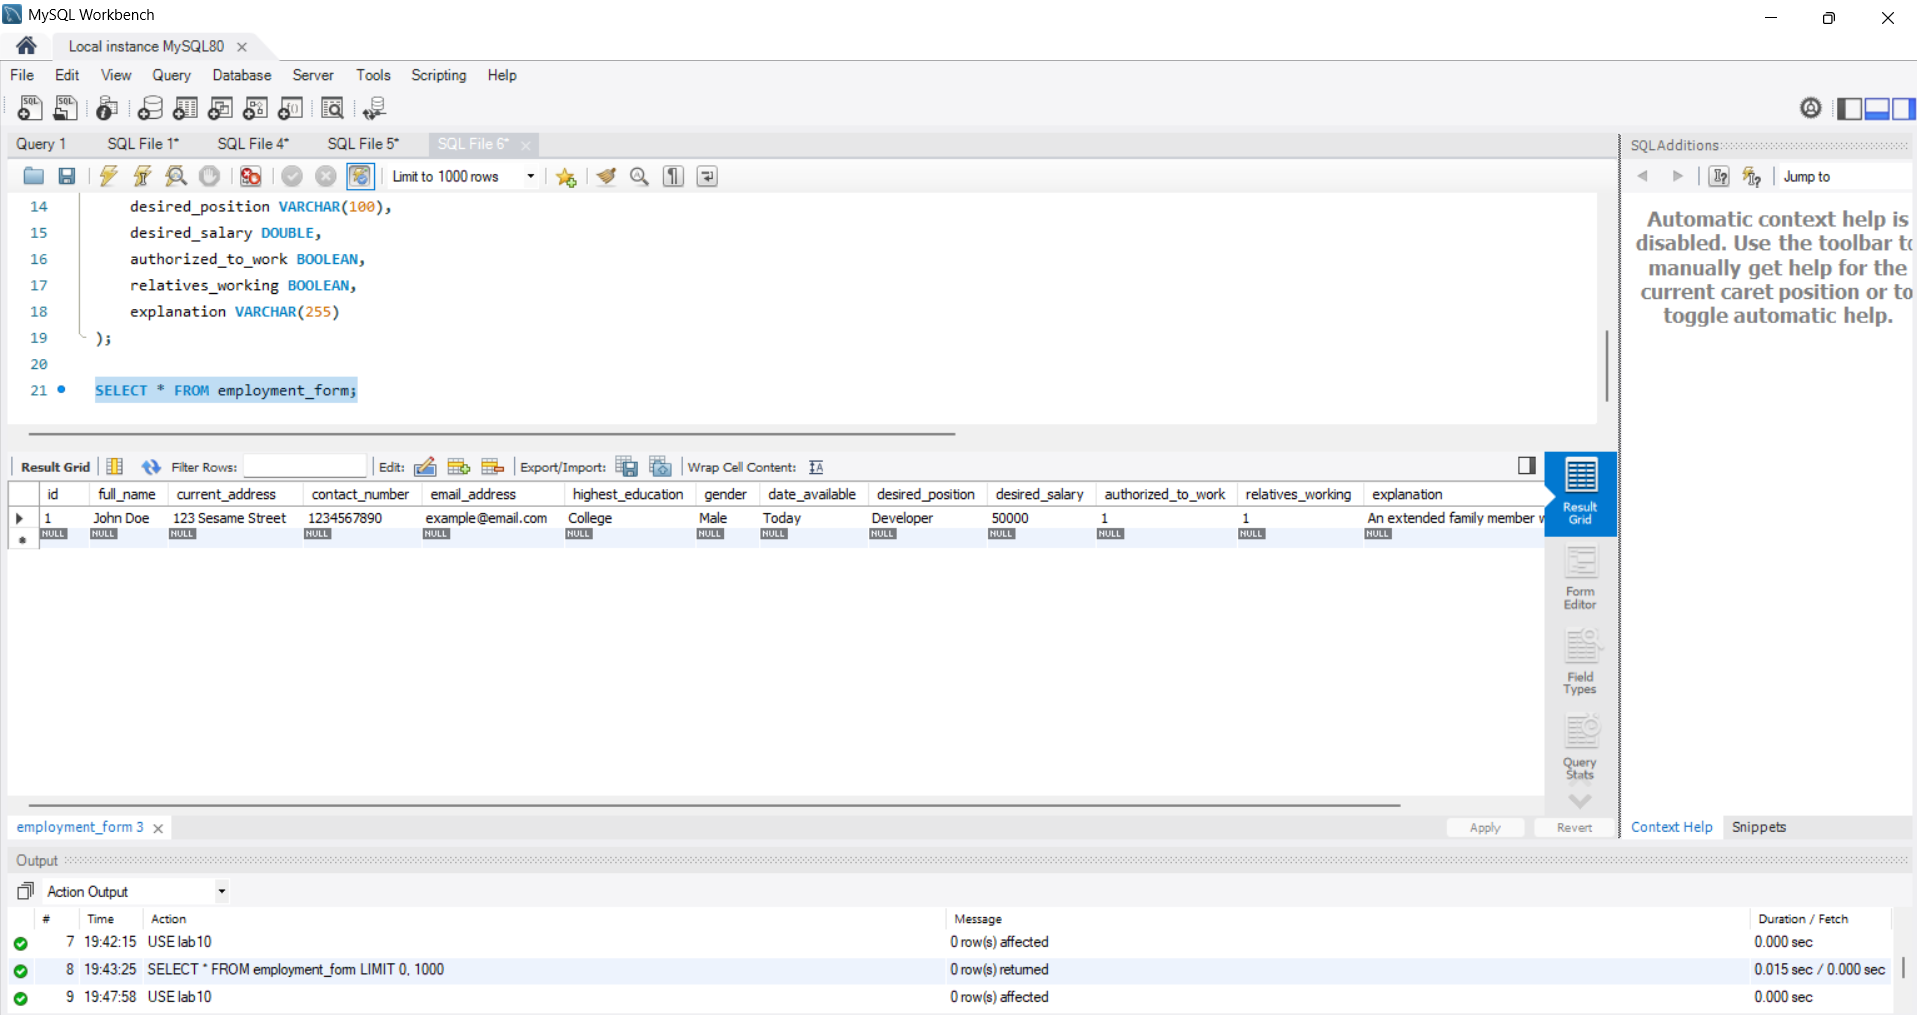 MySQL Workbench
Local instance MySQL80
File Edit View Query Database Server Tools Scripting Help
Query 1 SQL File 1* SQL File 4* SQL File 5* SQL File 6*
Limit to 1000 rows
14 desired_position VARCHAR(100),
15 desired_salary DOUBLE,
16 authorized_to_work BOOLEAN,
17 relatives_working BOOLEAN,
18 explanation VARCHAR(255)
19 );
20
21 SELECT * FROM employment_form;
SQLAdditions
Jump to
Automatic context help is
disabled. Use the toolbar to
manually get help for the
current caret position or to
toggle automatic help.
Result Grid Filter Rows: Edit: Export/Import: Wrap Cell Content:
id full_name current_address contact_number email_address highest_education gender date_available desired_position desired_salary authorized_to_work relatives_working explanation
1 John Doe 123 Sesame Street 1234567890 example@email.com College Male Today Developer 50000 1 1 An extended family member
NULL NULL NULL NULL NULL NULL NULL NULL NULL NULL NULL NULL NULL
Result
Grid
Form
Editor
Field
Types
Query
Stats
employment_form 3
Apply Revert
Context Help Snippets
Output
Action Output
# Time Action Message Duration / Fetch
7 19:42:15 USE lab10 0 row(s) affected 0.000 sec
8 19:43:25 SELECT * FROM employment_form LIMIT 0, 1000 0 row(s) returned 0.015 sec / 0.000 sec
9 19:47:58 USE lab10 0 row(s) affected 0.000 sec